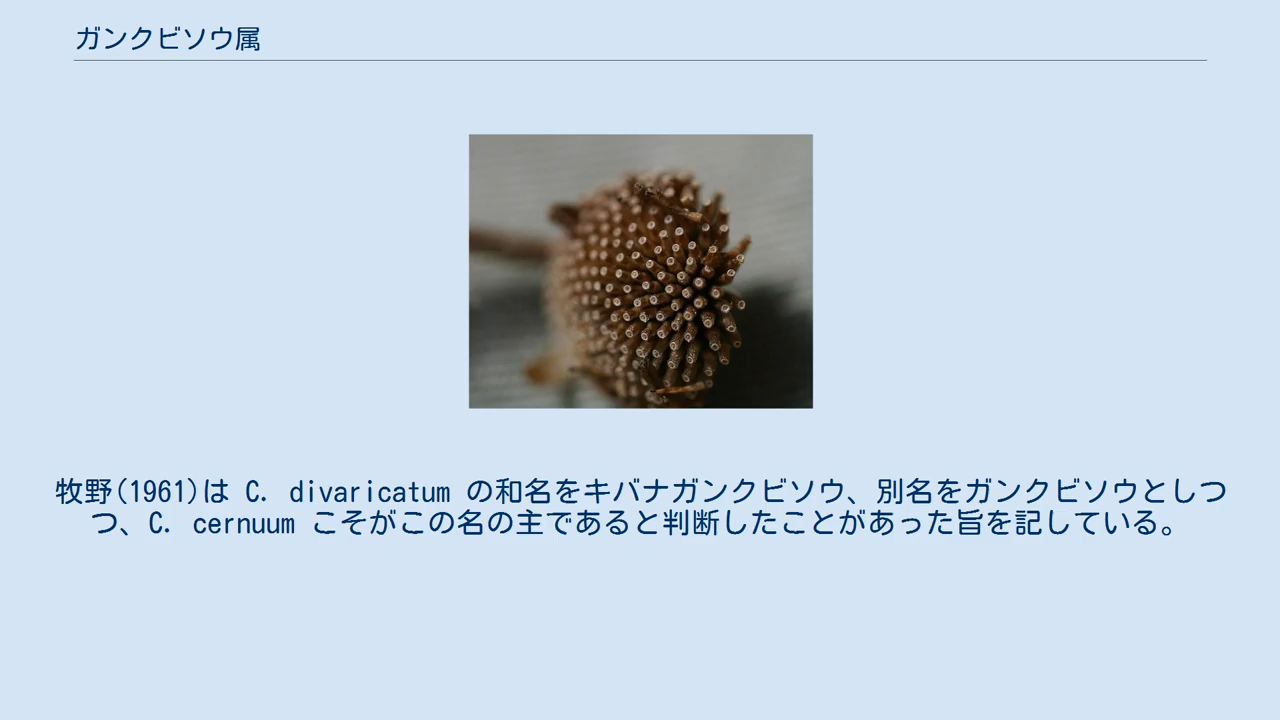 ガンクビソウ属
牧野(1961)は C. divaricatum の和名をキバナガンクビソウ、別名をガンクビソウとしつ
つ、C. cernuum こそがこの名の主であると判断したことがあった旨を記している。